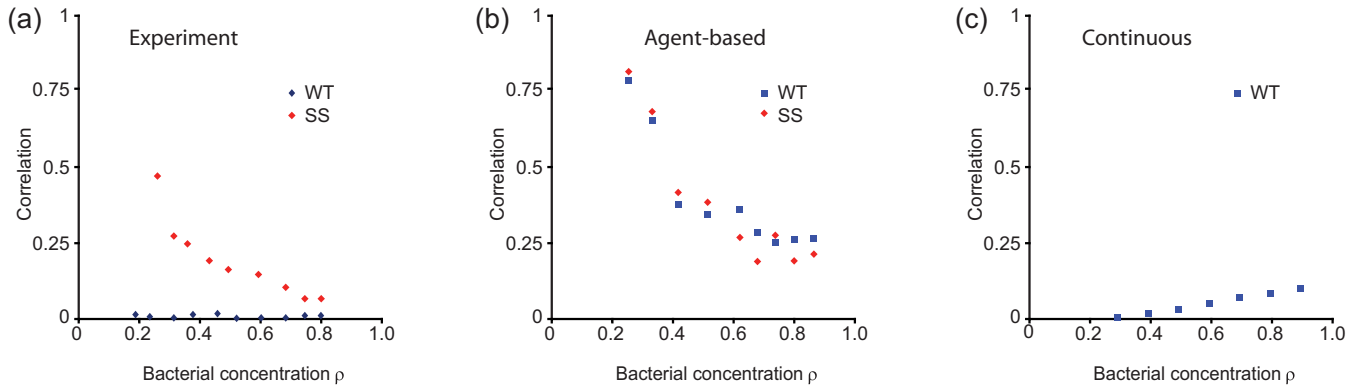 (a)
Experiment
WT
SS
Correlation
1
0.75
0.5
0.25
0
0 0.2 0.4 0.6 0.8 1.0
Bacterial concentration ρ
(b)
Agent-based
WT
SS
Correlation
1
0.75
0.5
0.25
0
0 0.2 0.4 0.6 0.8 1.0
Bacterial concentration ρ
(c)
Continuous
WT
Correlation
1
0.75
0.5
0.25
0
0 0.2 0.4 0.6 0.8 1.0
Bacterial concentration ρ